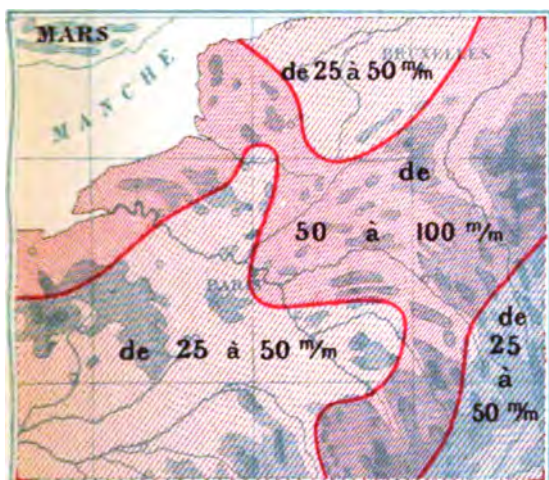 MARS
MANCHE
BRUXELLES
de 25 à 50 m/m
de
50 à 100 m/m
PARIS
de 25 à 50 m/m
de
25
à
50 m/m